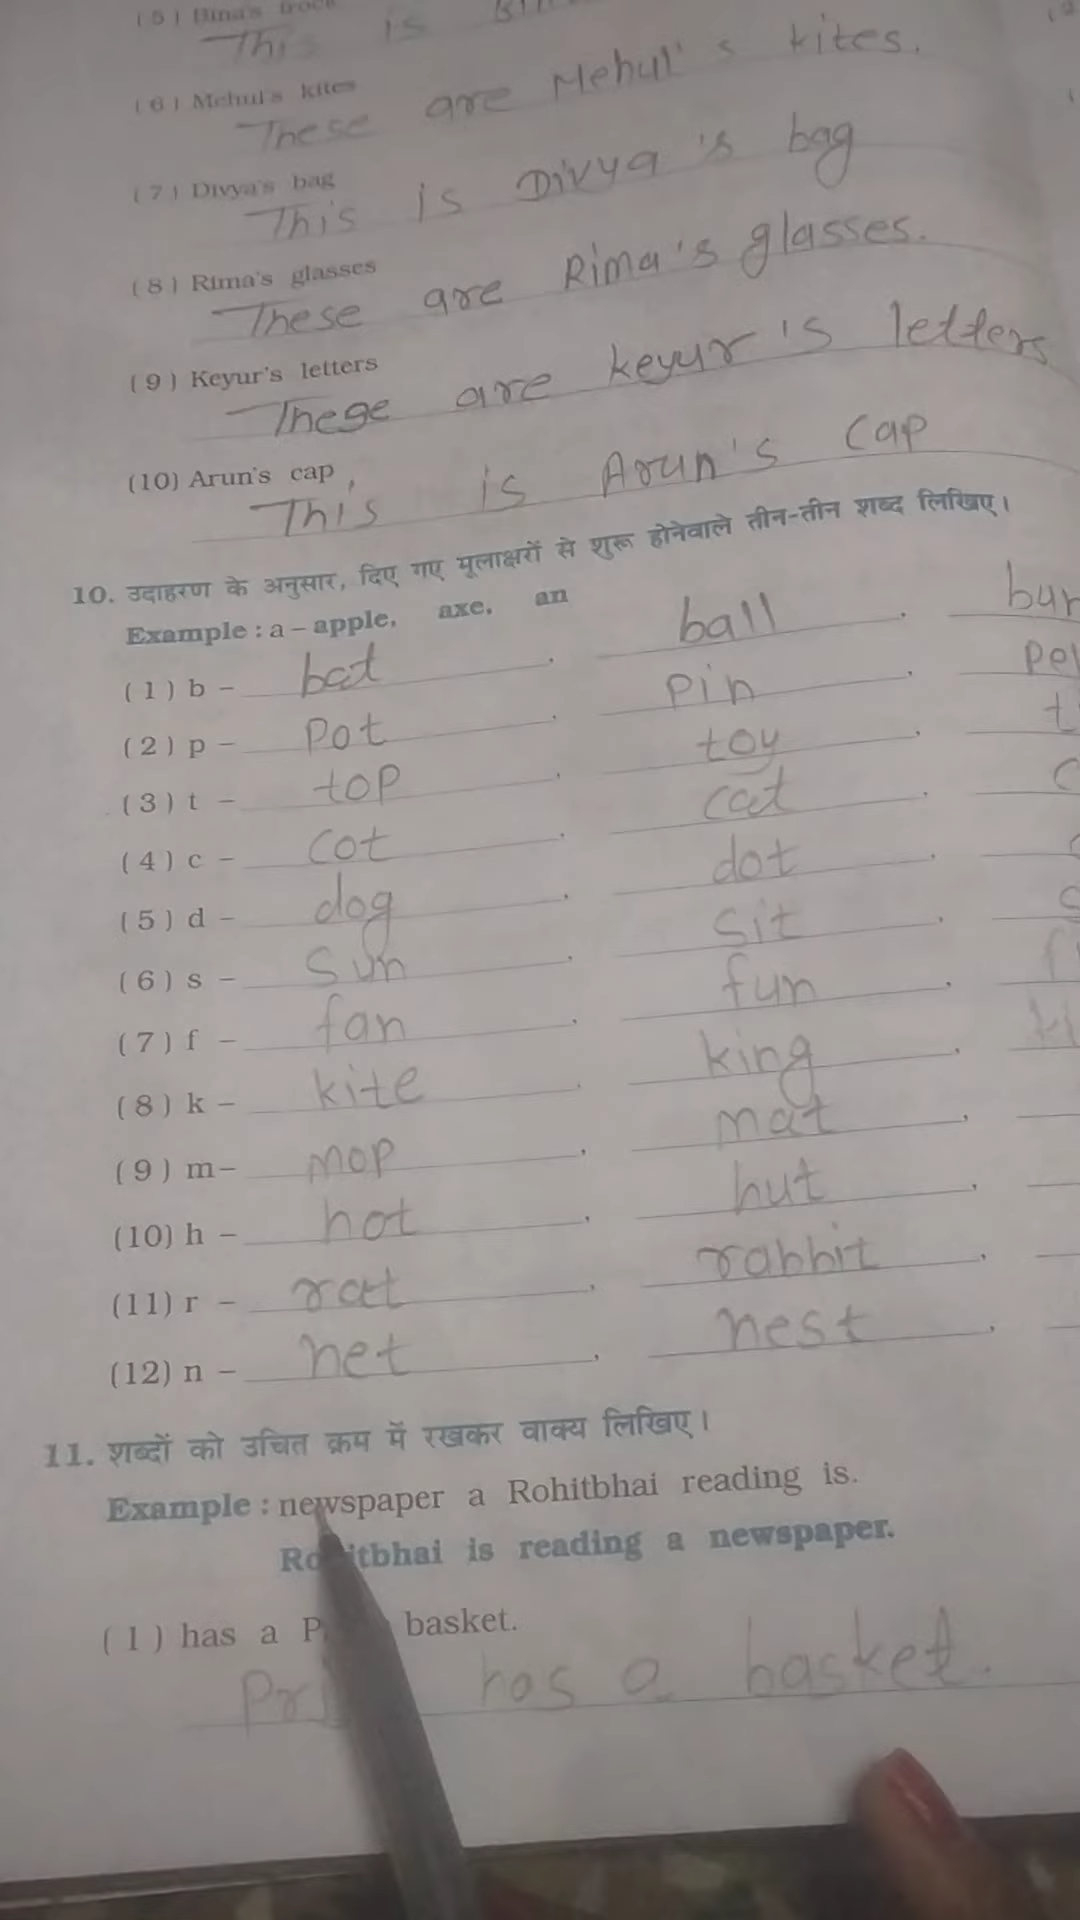 (5) Bina's frock
This is
(6) Mehul's kites
These are Mehul's kites.
(7) Divya's bag
This is Divya's bag
(8) Rima's glasses
These are Rima's glasses.
(9) Keyur's letters
These are keyur's letters
(10) Arun's cap
This is Arun's cap
10. उदाहरण के अनुसार, दिए गए मूलाक्षरों से शुरू होनेवाले तीन-तीन शब्द लिखिए।
Example : a – apple, axe, an
(1) b – bat, ball,
(2) p – pot, pin,
(3) t – top, toy,
(4) c – cot, cat,
(5) d – dog, dot,
(6) s – sun, sit,
(7) f – fan, fun,
(8) k – kite, king,
(9) m– mop, mat,
(10) h – hot, hut,
(11) r – rat, rabbit,
(12) n – net, nest,
11. शब्दों को उचित क्रम में रखकर वाक्य लिखिए।
Example : newspaper a Rohitbhai reading is.
Rohitbhai is reading a newspaper.
(1) has a basket.
has a basket.